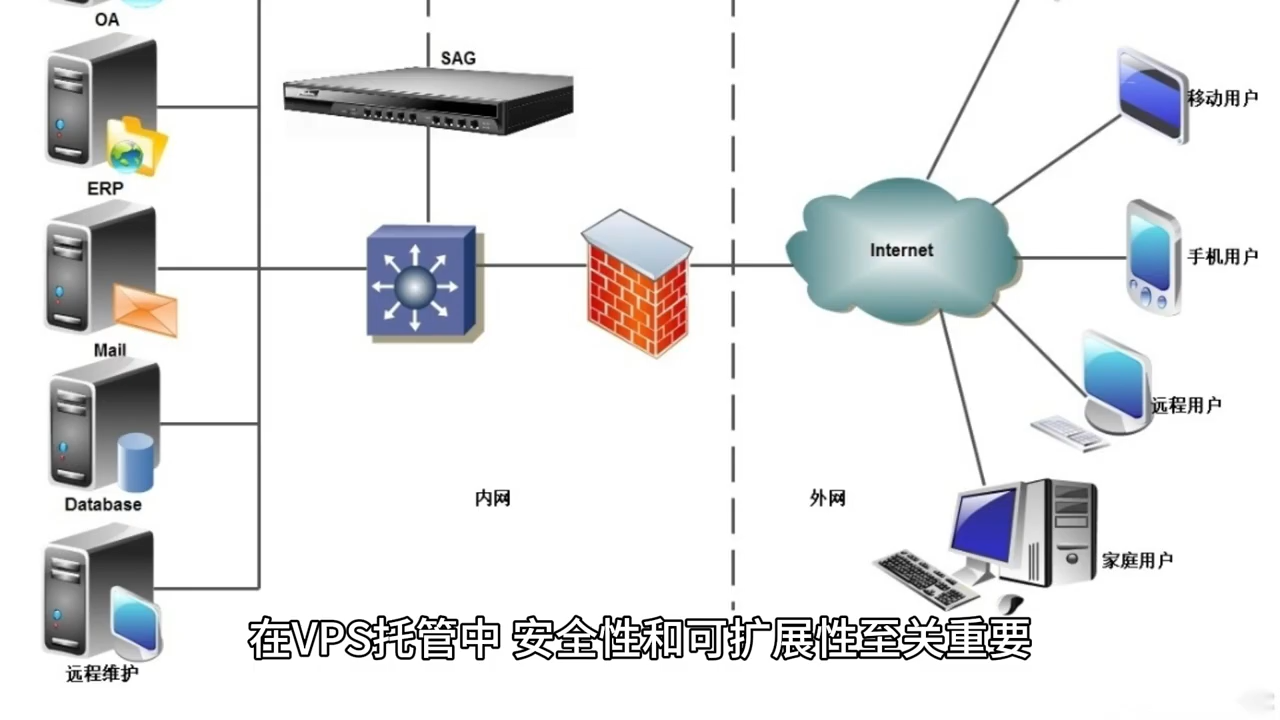 OA
SAG
移动用户
ERP
Internet
手机用户
Mail
远程用户
内网
外网
Database
家庭用户
在VPS托管中 安全性和可扩展性至关重要
远程维护